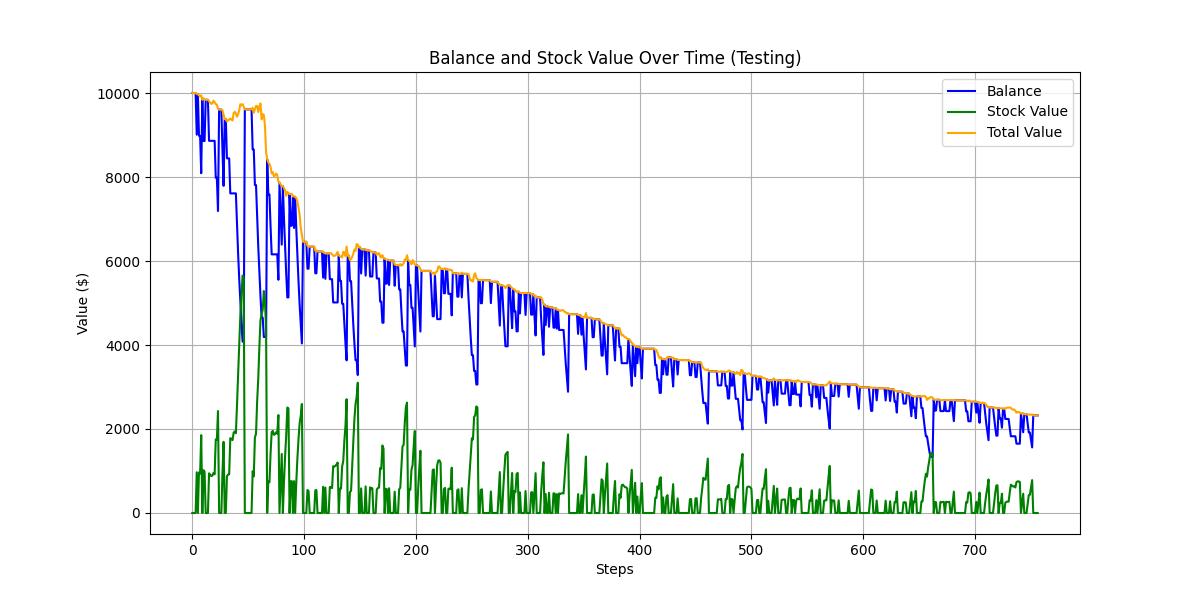 Balance and Stock Value Over Time (Testing)
Balance
Stock Value
Total Value
Value ($)
10000
8000
6000
4000
2000
0
0 100 200 300 400 500 600 700
Steps